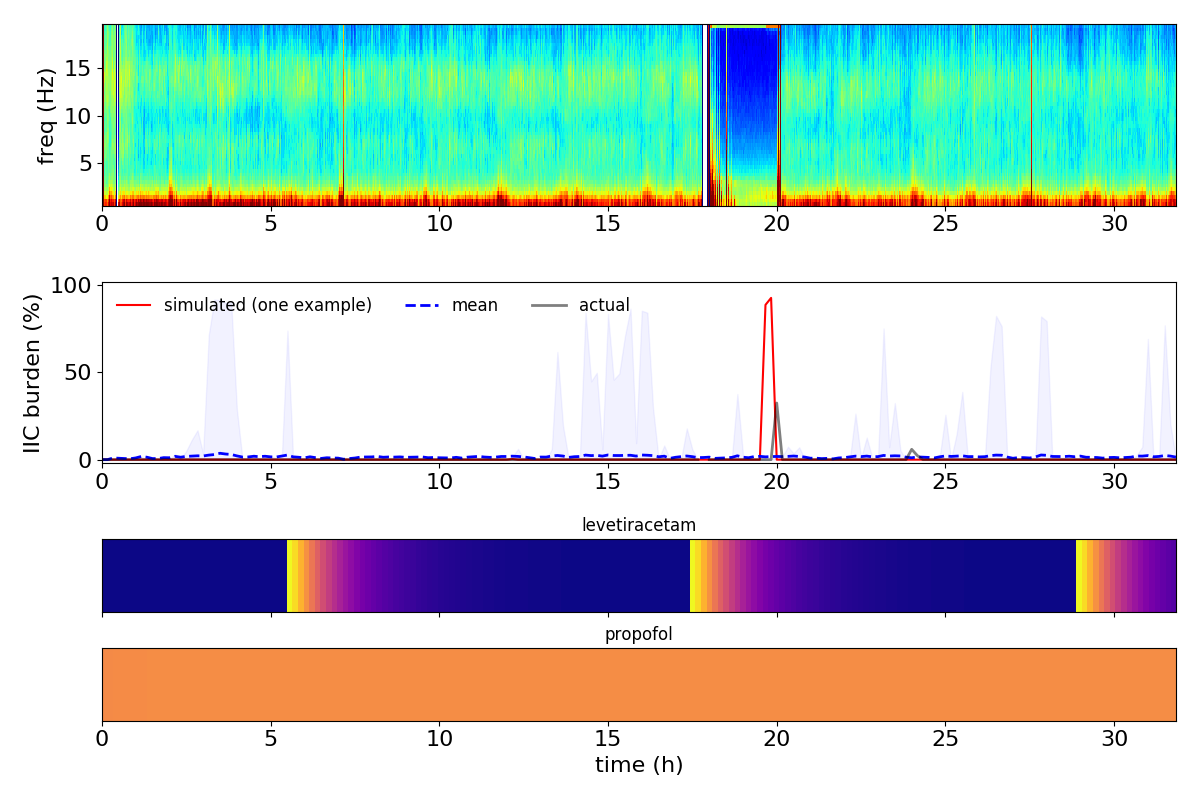 freq (Hz)
15
10
5
0 5 10 15 20 25 30
IIC burden (%)
100
50
0
simulated (one example) mean actual
0 5 10 15 20 25 30
levetiracetam
propofol
0 5 10 15 20 25 30
time (h)